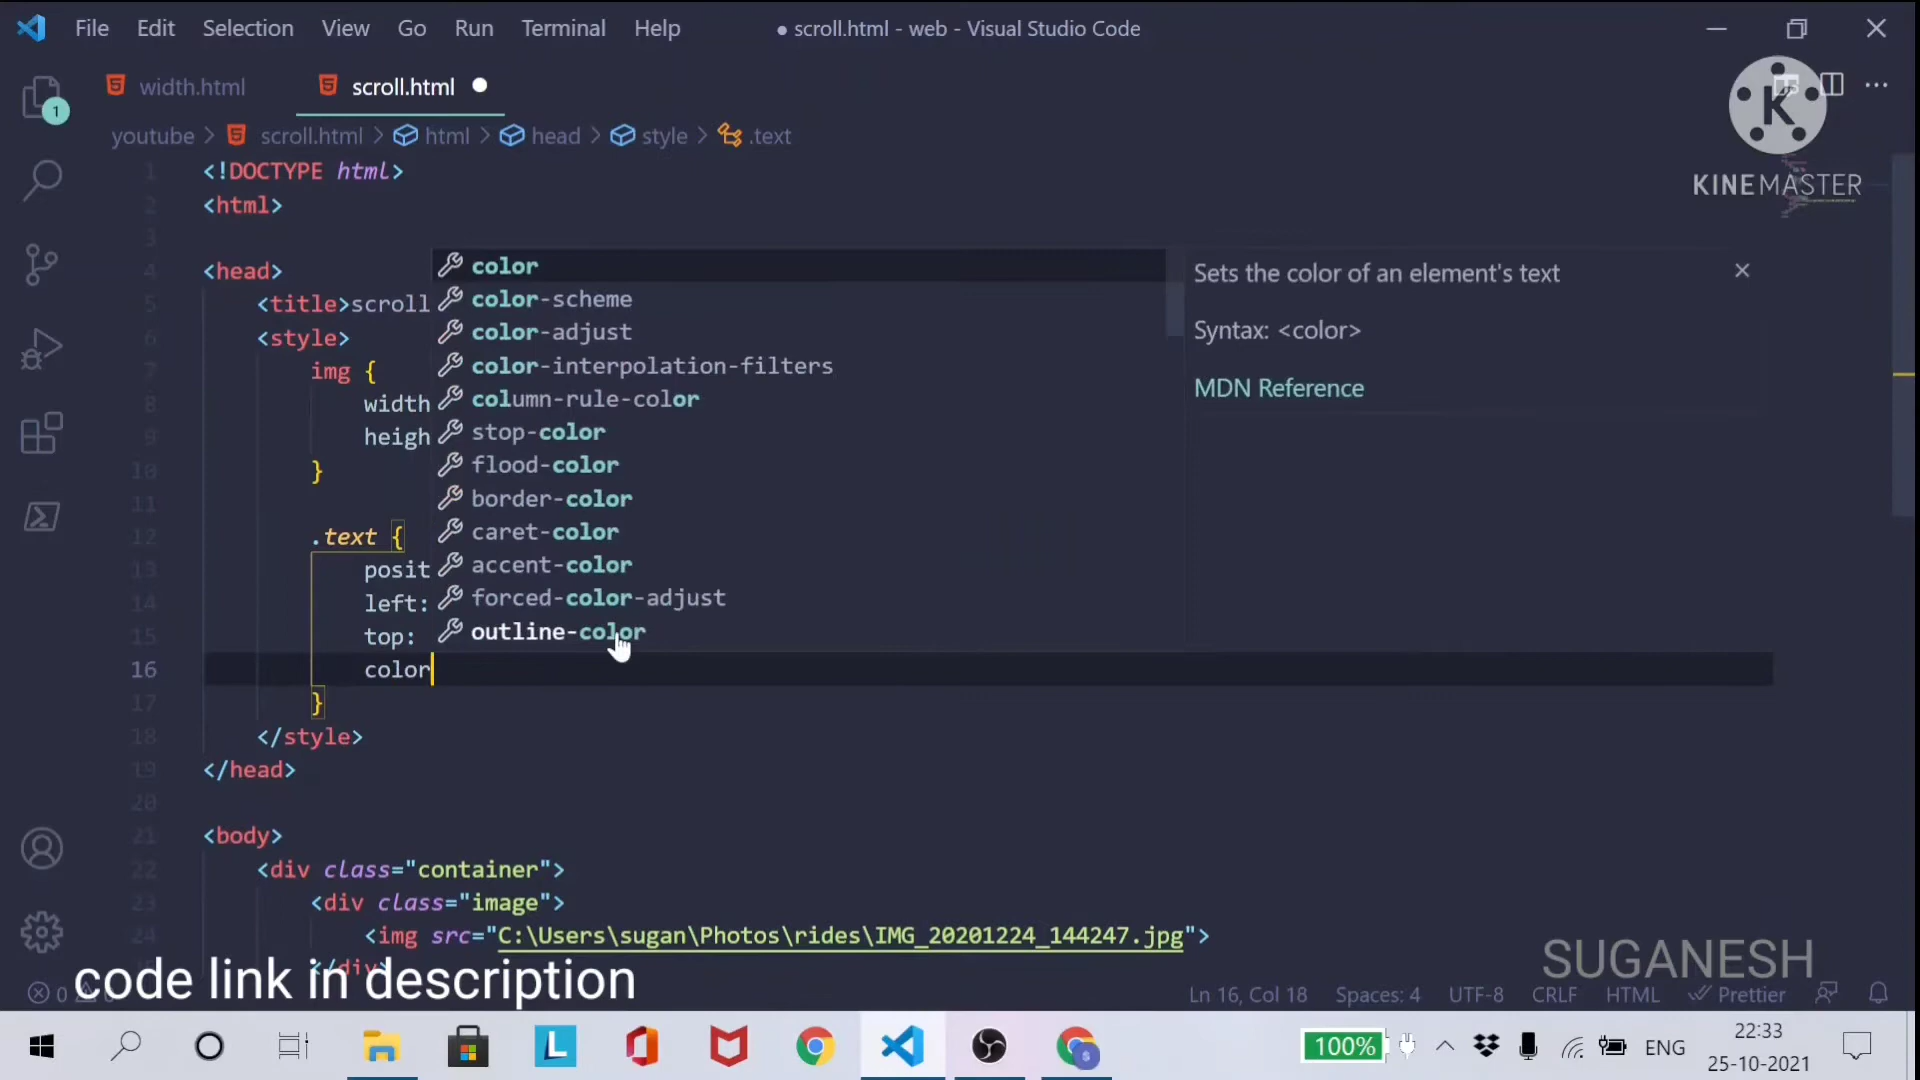 File Edit Selection View Go Run Terminal Help ● scroll.html - web - Visual Studio Code
width.html scroll.html ●
1
K
KINEMASTER
youtube > scroll.html > html > head > style > .text
1 <!DOCTYPE html>
2 <html>
3
4 <head>
5 <title>scroll
6 <style>
7 img {
8 width
9 heigh
10 }
11
12 .text {
13 posit
14 left:
15 top:
16 color
17 }
18 </style>
19 </head>
20
21 <body>
22 <div class="container">
23 <div class="image">
24 <img src="C:\Users\sugan\Photos\rides\IMG_20201224_144247.jpg">
</div>
color
color-scheme
color-adjust
color-interpolation-filters
column-rule-color
stop-color
flood-color
border-color
caret-color
accent-color
forced-color-adjust
outline-color
Sets the color of an element's text
Syntax: <color>
MDN Reference
SUGANESH
code link in description
0 Ln 16, Col 18 Spaces: 4 UTF-8 CRLF HTML Prettier
L 100% ENG 22:33
25-10-2021